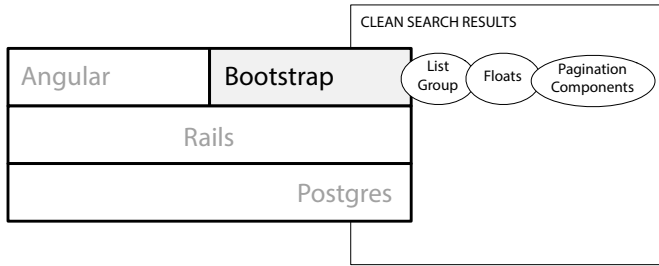 CLEAN SEARCH RESULTS
Angular
Bootstrap
List
Group
Floats
Pagination
Components
Rails
Postgres